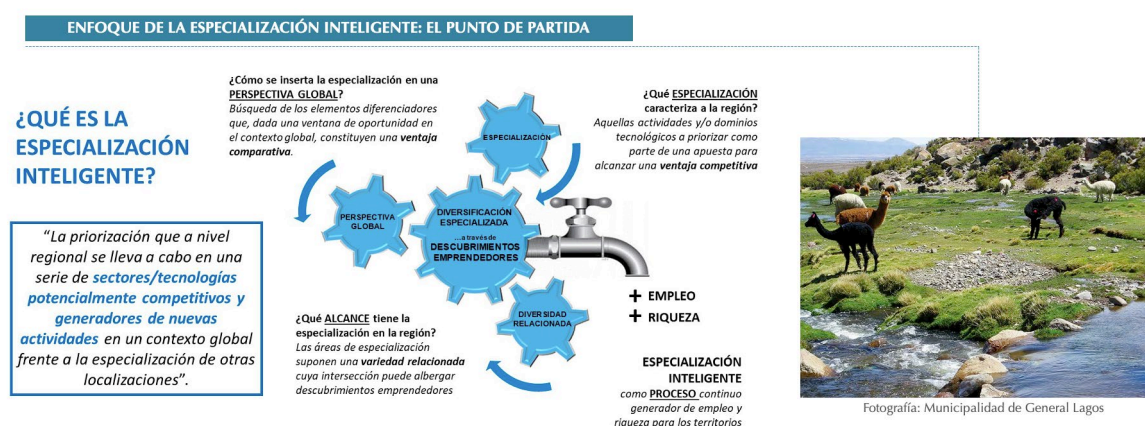 ENFOQUE DE LA ESPECIALIZACIÓN INTELIGENTE: EL PUNTO DE PARTIDA
¿QUÉ ES LA
ESPECIALIZACIÓN
INTELIGENTE?
“La priorización que a nivel
regional se lleva a cabo en una
serie de sectores/tecnologías
potencialmente competitivos y
generadores de nuevas
actividades en un contexto global
frente a la especialización de otras
localizaciones”.
¿Cómo se inserta la especialización en una
PERSPECTIVA GLOBAL?
Búsqueda de los elementos diferenciadores
que, dada una ventana de oportunidad en
el contexto global, constituyen una ventaja
comparativa.
¿Qué ESPECIALIZACIÓN
caracteriza a la región?
Aquellas actividades y/o dominios
tecnológicos a priorizar como
parte de una apuesta para
alcanzar una ventaja competitiva
ESPECIALIZACIÓN
PERSPECTIVA
GLOBAL
DIVERSIFICACIÓN
ESPECIALIZADA
...a través de
DESCUBRIMIENTOS
EMPRENDEDORES
DIVERSIDAD
RELACIONADA
+ EMPLEO
+ RIQUEZA
¿Qué ALCANCE tiene la
especialización en la región?
Las áreas de especialización
suponen una variedad relacionada
cuya intersección puede albergar
descubrimientos emprendedores
ESPECIALIZACIÓN
INTELIGENTE
como PROCESO continuo
generador de empleo y
riqueza para los territorios
Fotografía: Municipalidad de General Lagos